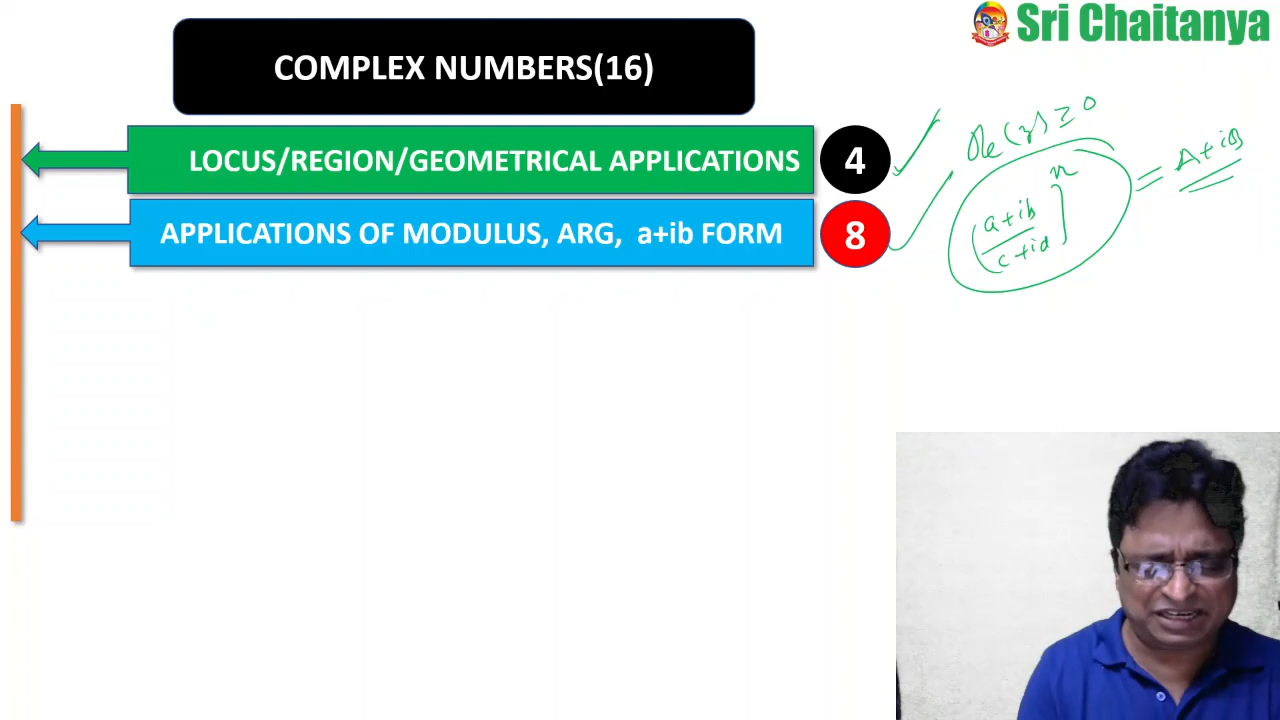 Sri Chaitanya
COMPLEX NUMBERS(16)
LOCUS/REGION/GEOMETRICAL APPLICATIONS 4
APPLICATIONS OF MODULUS, ARG, a+ib FORM 8
Re(z) ≥ 0
(a+ib / c+id)^n = A+iB